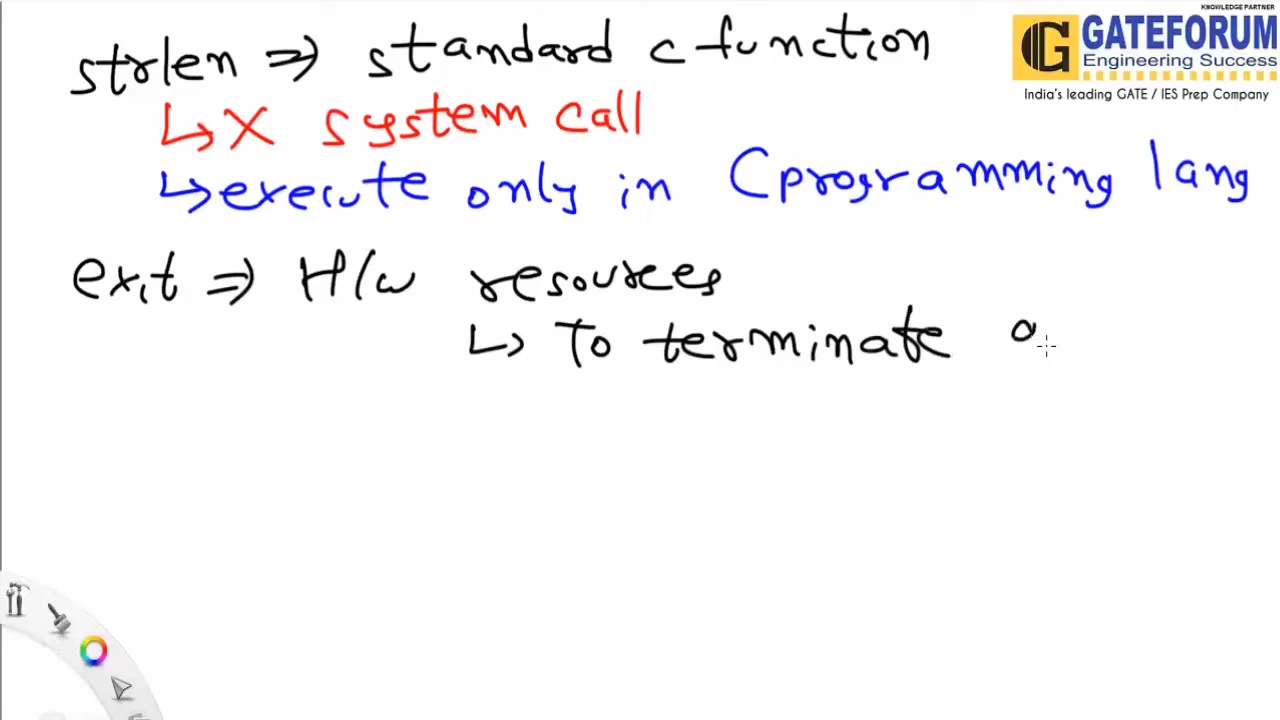 KNOWLEDGE PARTNER
GATEFORUM
Engineering Success
India's leading GATE / IES Prep Company
strlen ⇒ standard c function
↳ X system call
↳ execute only in C programming lang
exit ⇒ H/w resources
↳ To terminate a